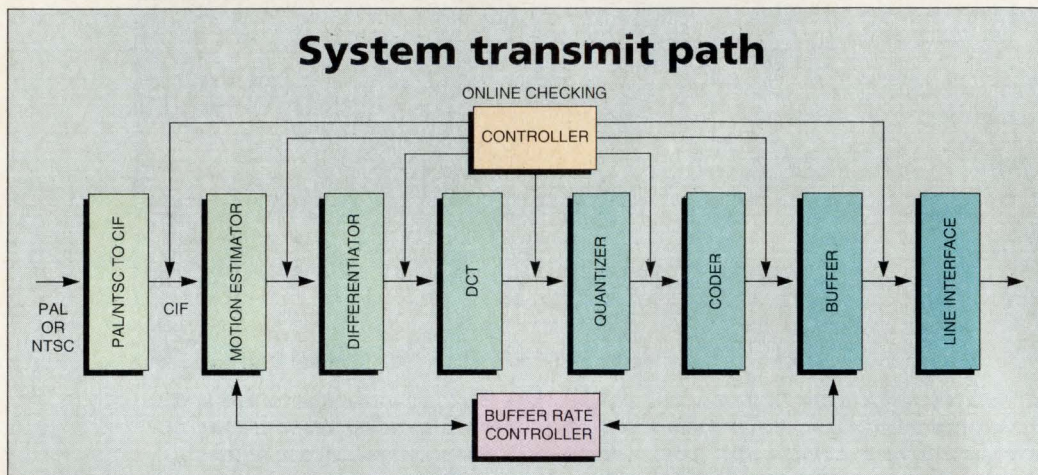 System transmit path
ONLINE CHECKING
CONTROLLER
PAL
OR
NTSC
PAL/NTSC TO CIF
CIF
MOTION ESTIMATOR
DIFFERENTIATOR
DCT
QUANTIZER
CODER
BUFFER
LINE INTERFACE
BUFFER RATE
CONTROLLER